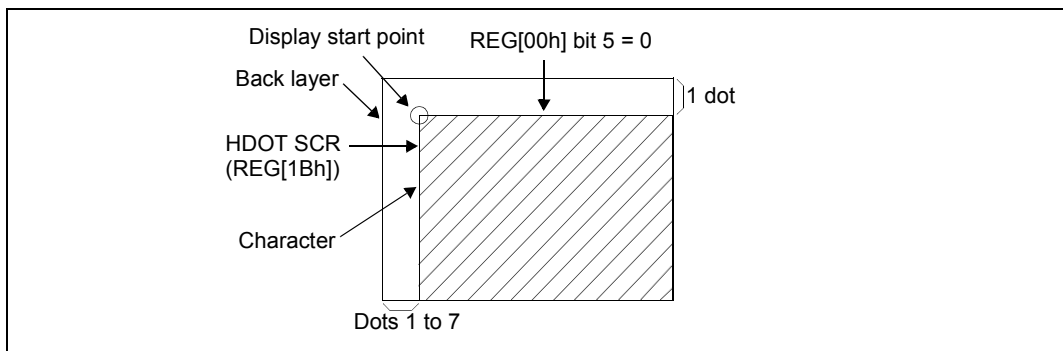 Display start point
REG[00h] bit 5 = 0
Back layer
1 dot
HDOT SCR
(REG[1Bh])
Character
Dots 1 to 7